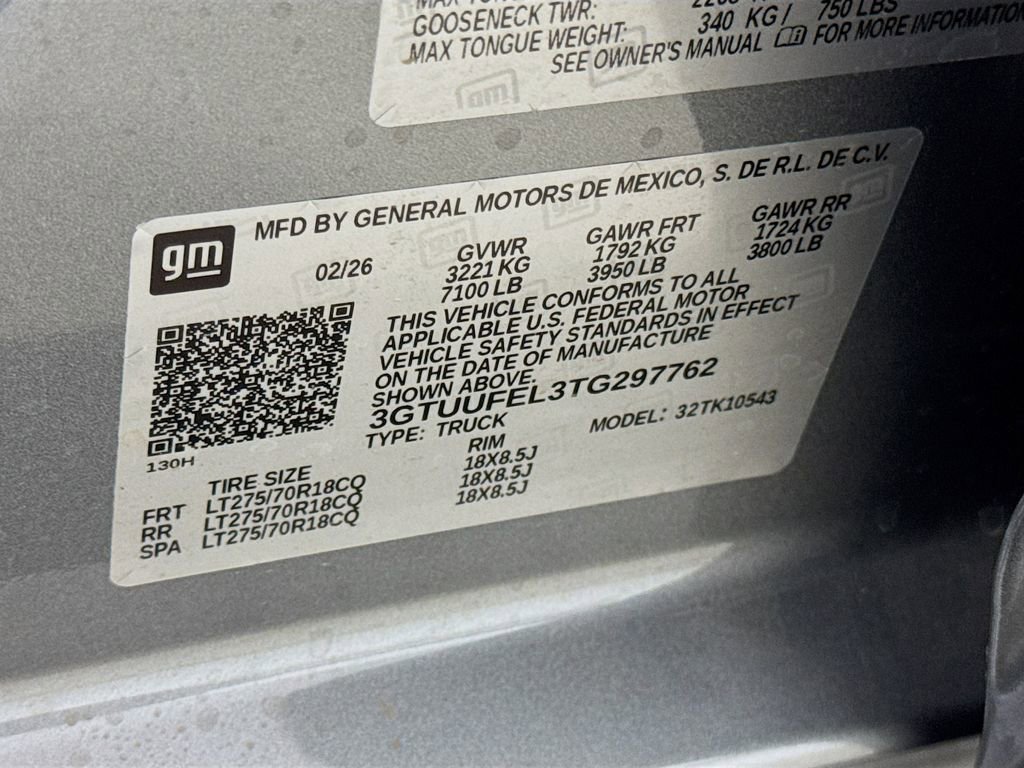 GOOSENECK TWR:
MAX TONGUE WEIGHT: 340 KG / 750 LBS
SEE OWNER'S MANUAL FOR MORE INFORMATION
gm
MFD BY GENERAL MOTORS DE MEXICO, S. DE R.L. DE C.V.
02/26 GVWR GAWR FRT GAWR RR
3221 KG 1792 KG 1724 KG
7100 LB 3950 LB 3800 LB
THIS VEHICLE CONFORMS TO ALL
APPLICABLE U.S. FEDERAL MOTOR
VEHICLE SAFETY STANDARDS IN EFFECT
ON THE DATE OF MANUFACTURE
SHOWN ABOVE.
3GTUUFEL3TG297762
TYPE: TRUCK MODEL: 32TK10543
130H
TIRE SIZE RIM
FRT LT275/70R18CQ 18X8.5J
RR LT275/70R18CQ 18X8.5J
SPA LT275/70R18CQ 18X8.5J